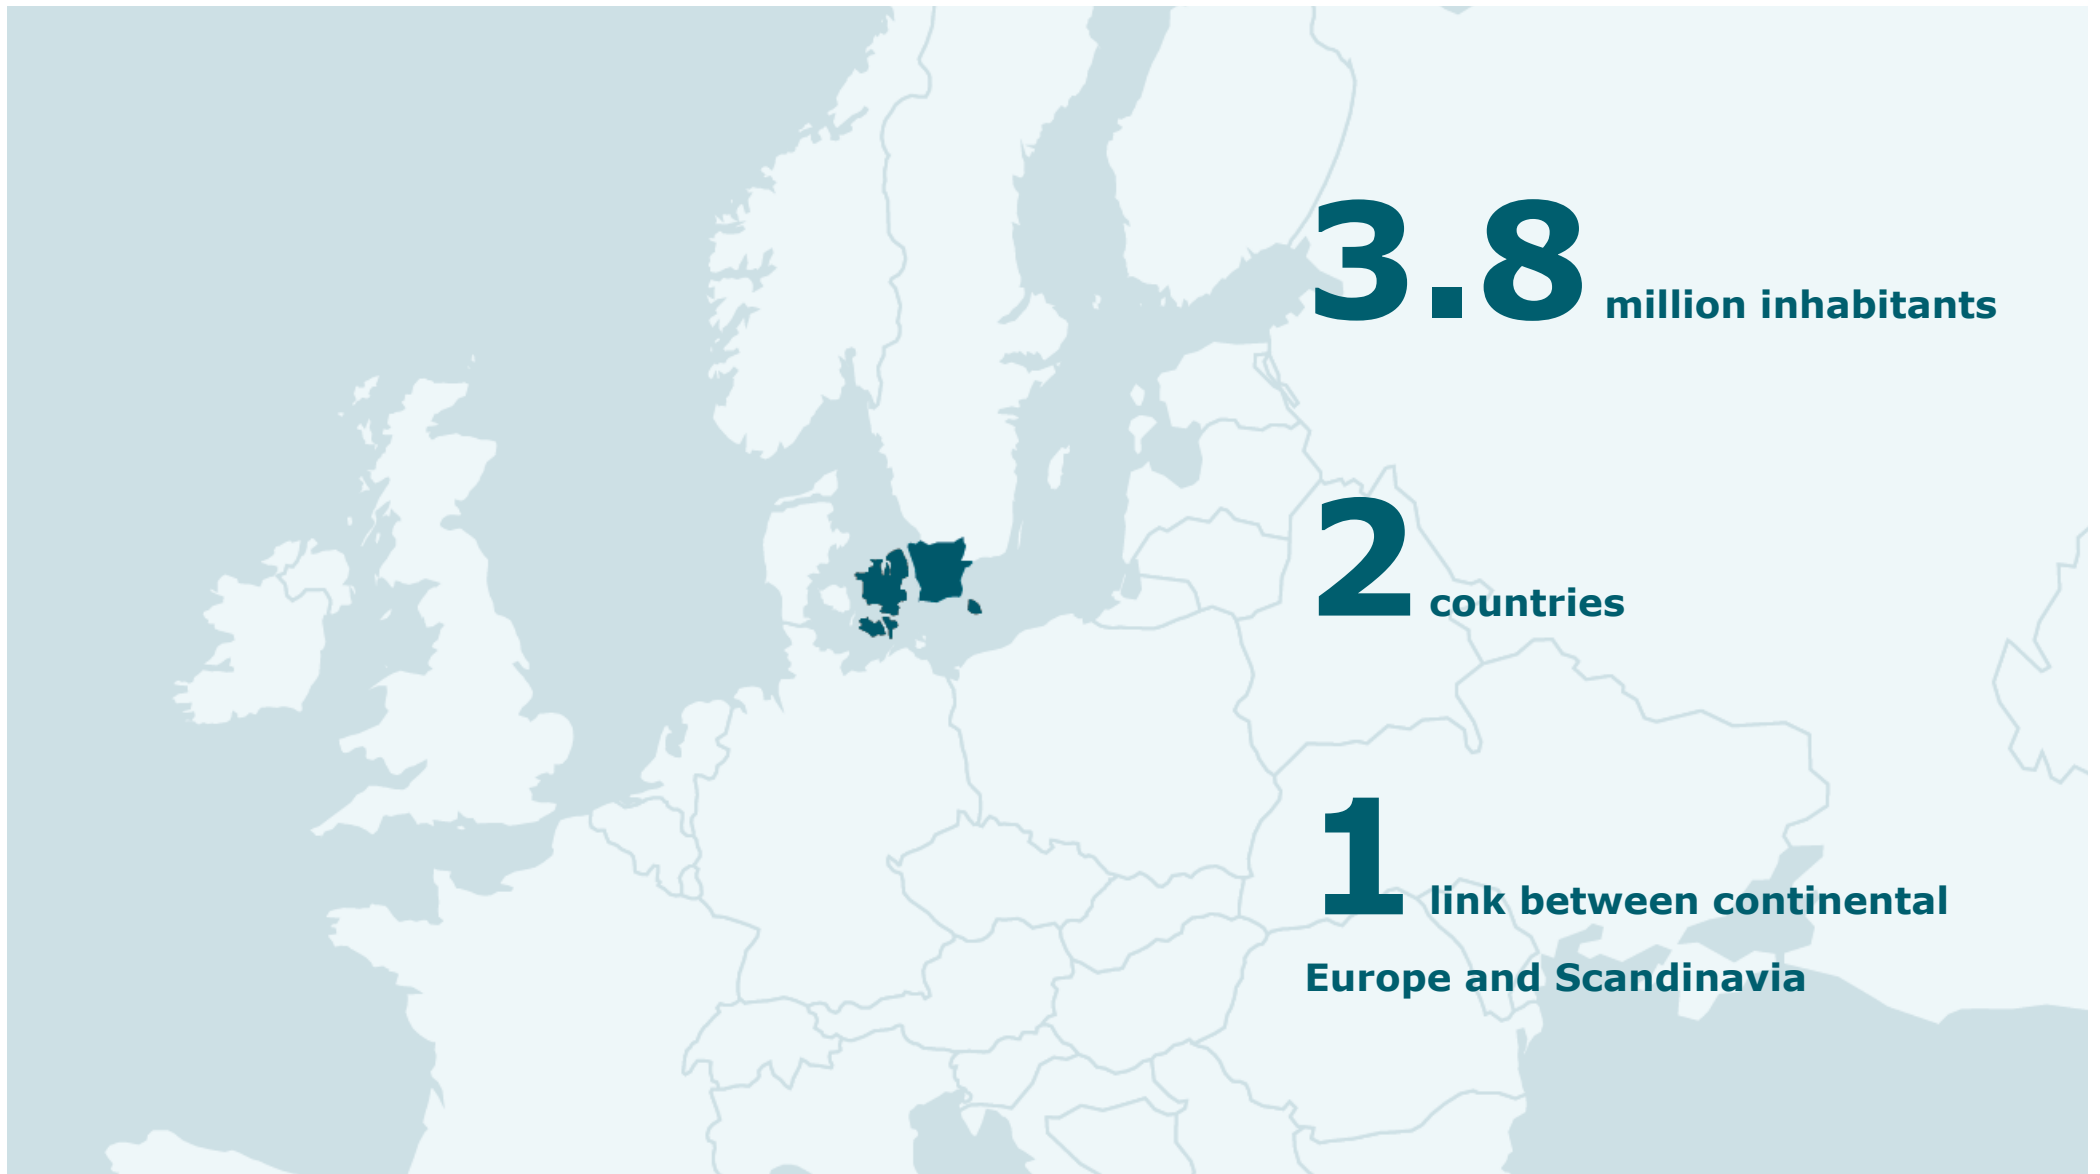 3.8 million inhabitants
2 countries
1 link between continental
Europe and Scandinavia